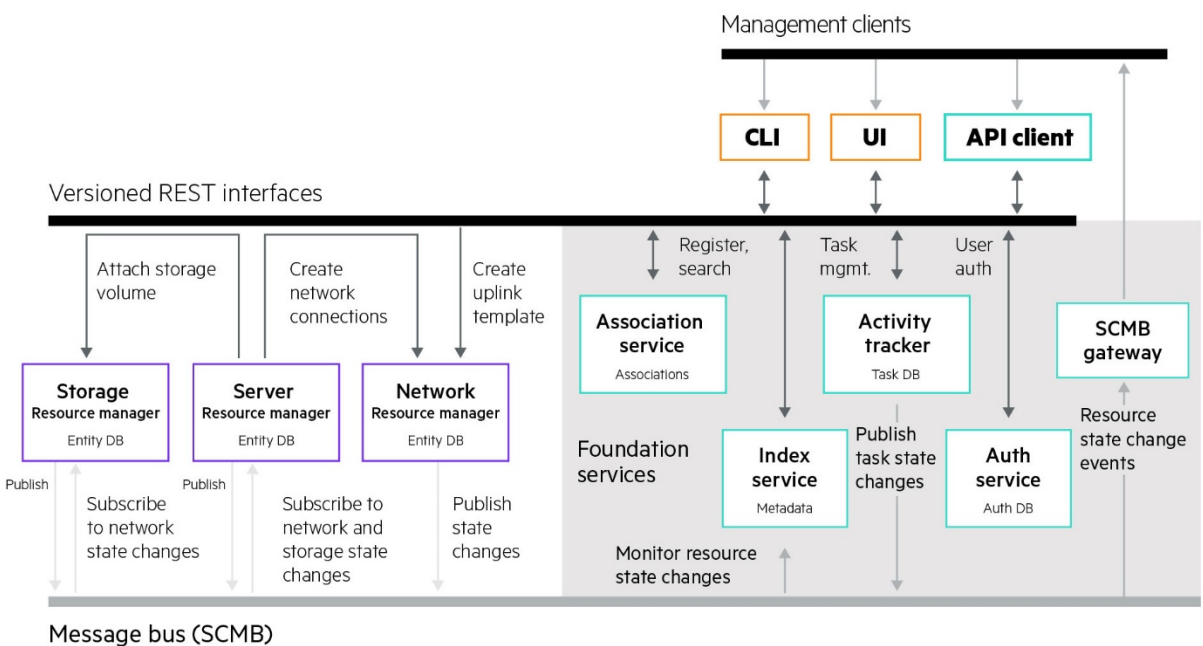 Management clients
CLI
UI
API client
Versioned REST interfaces
Attach storage
volume
Create
network
connections
Create
uplink
template
Register,
search
Task
mgmt.
User
auth
Association
service
Associations
Activity
tracker
Task DB
SCMB
gateway
Storage
Resource manager
Entity DB
Server
Resource manager
Entity DB
Network
Resource manager
Entity DB
Foundation
services
Index
service
Metadata
Publish
task state
changes
Auth
service
Auth DB
Resource
state change
events
Publish
Subscribe
to network
state changes
Publish
Subscribe to
network and
storage state
changes
Publish
state
changes
Monitor resource
state changes
Message bus (SCMB)